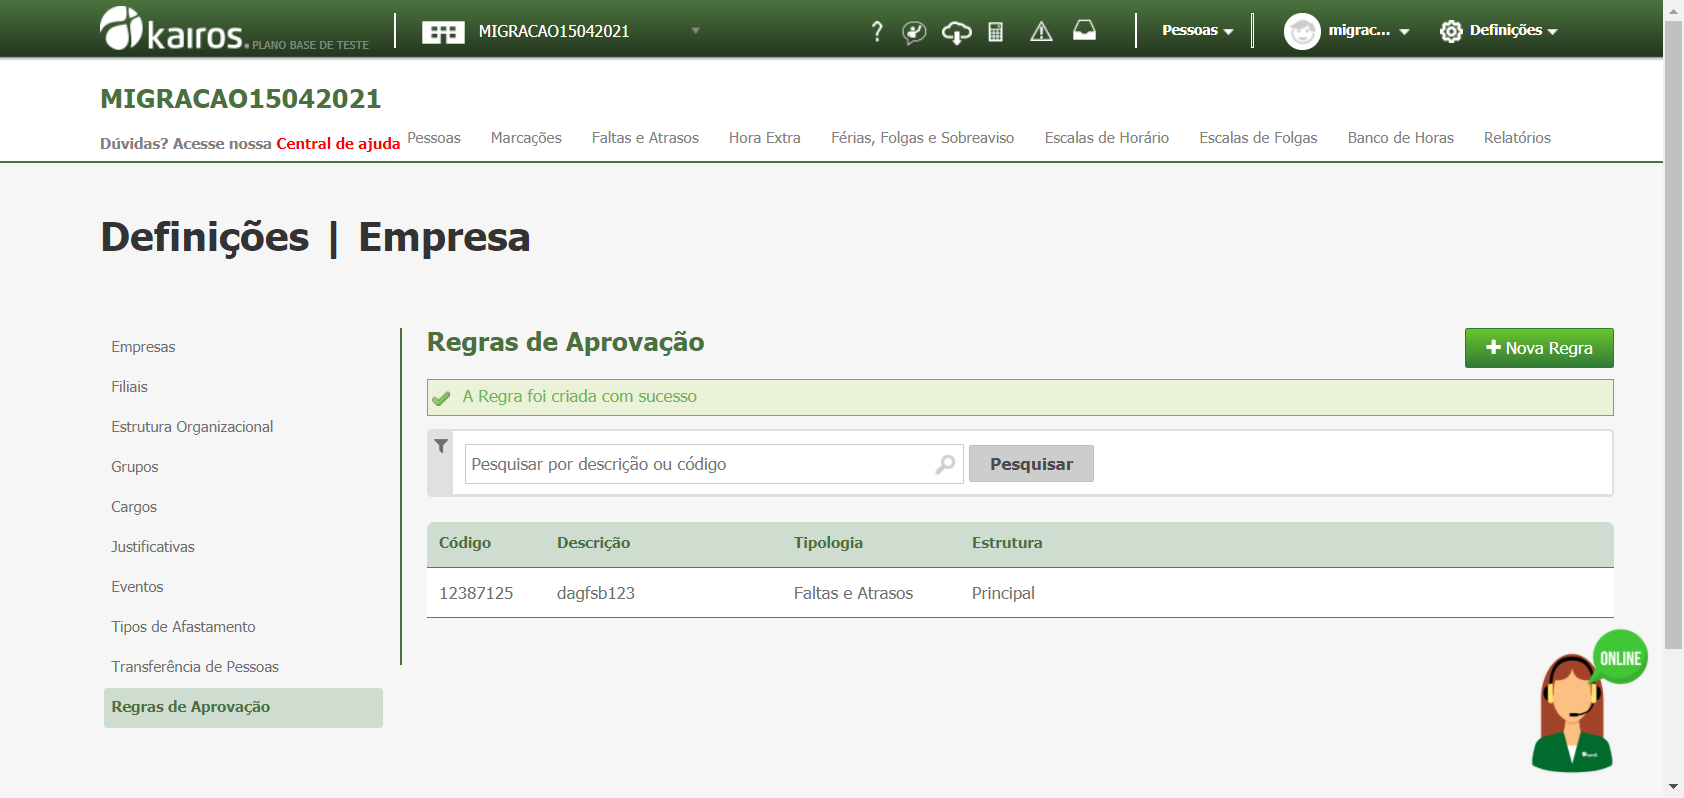 kairos. PLANO BASE DE TESTE
MIGRACAO15042021
?
Pessoas
migrac...
Definições
MIGRACAO15042021
Dúvidas? Acesse nossa Central de ajuda
Pessoas
Marcações
Faltas e Atrasos
Hora Extra
Férias, Folgas e Sobreaviso
Escalas de Horário
Escalas de Folgas
Banco de Horas
Relatórios
Definições | Empresa
Empresas
Filiais
Estrutura Organizacional
Grupos
Cargos
Justificativas
Eventos
Tipos de Afastamento
Transferência de Pessoas
Regras de Aprovação
Regras de Aprovação
Nova Regra
A Regra foi criada com sucesso
Pesquisar por descrição ou código
Pesquisar
Código Descrição Tipologia Estrutura
12387125 dagfsb123 Faltas e Atrasos Principal
ONLINE